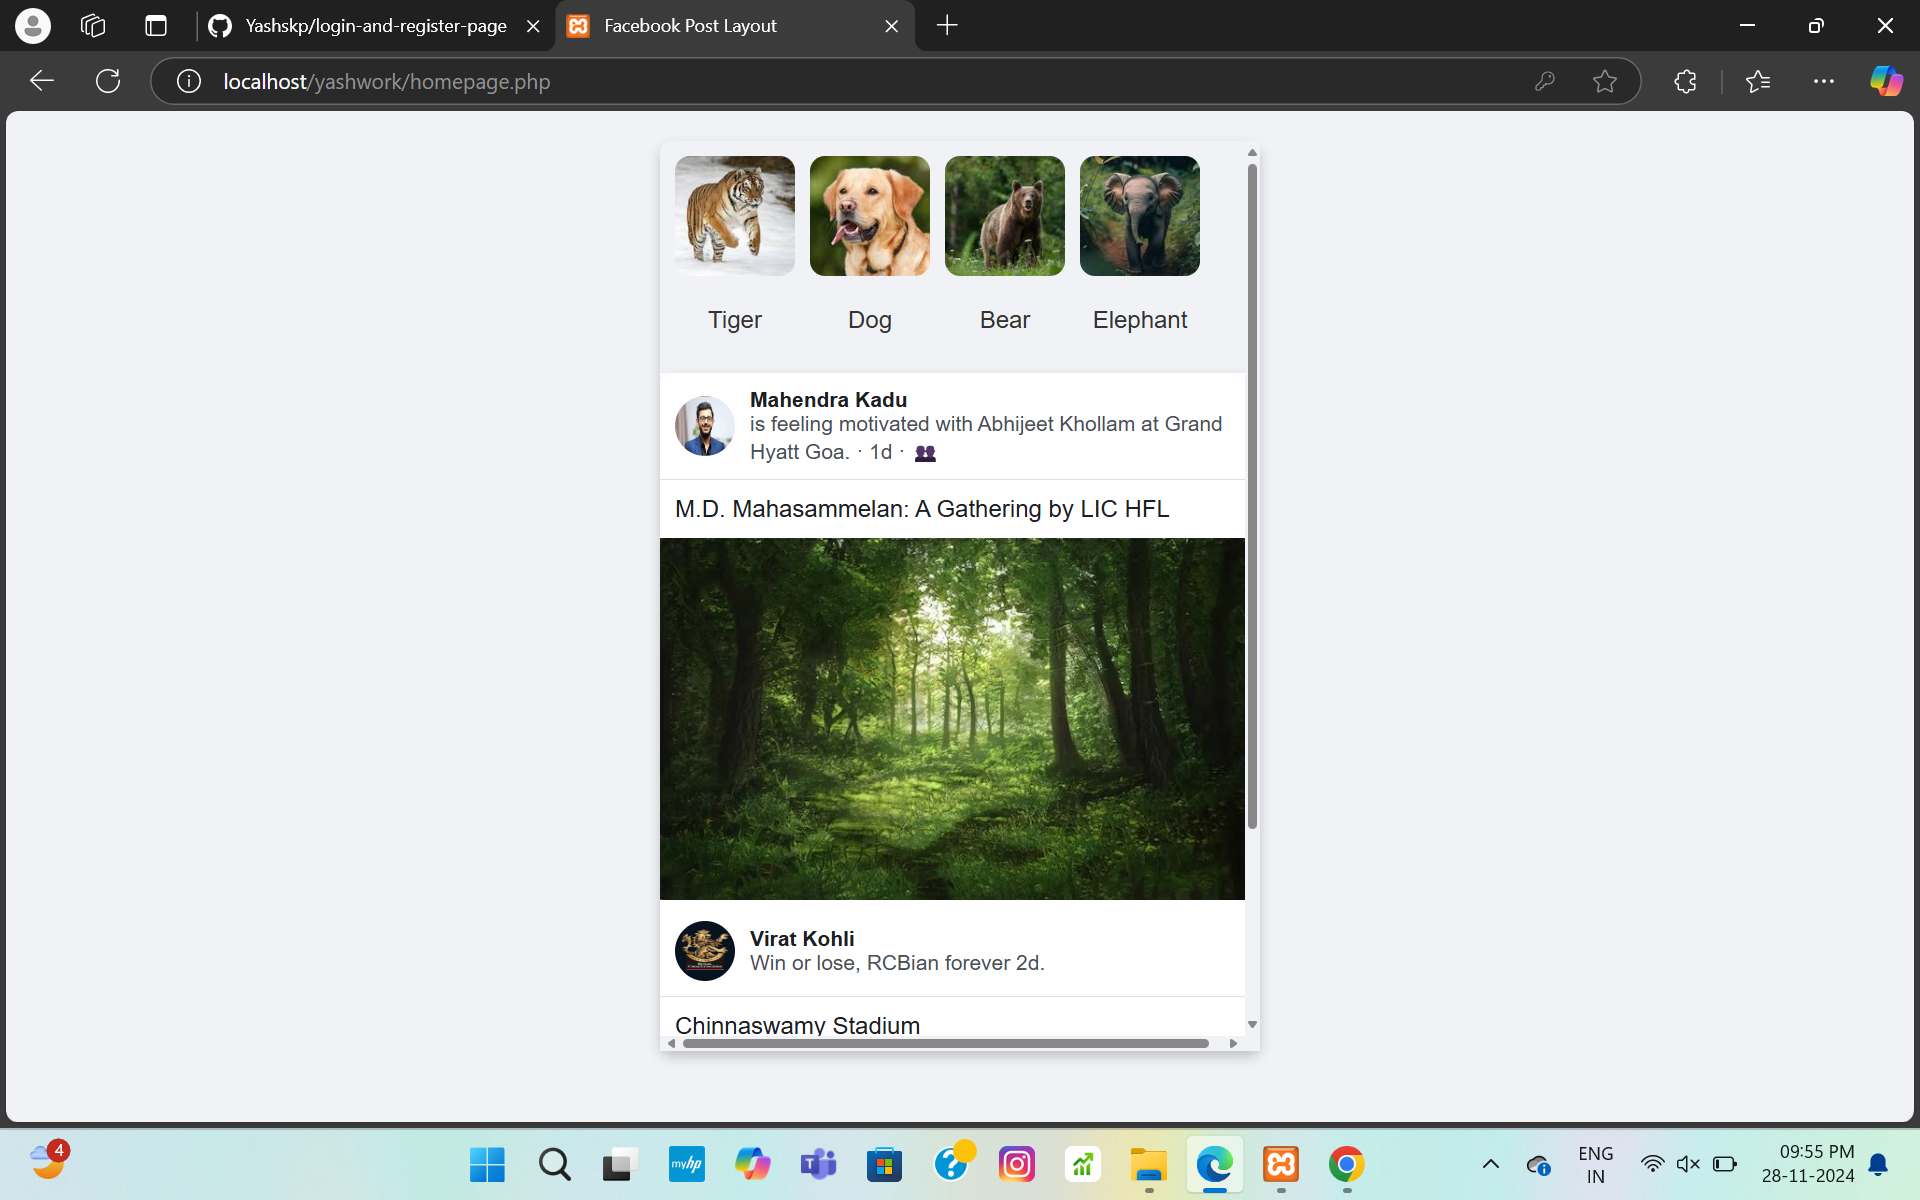 Yashskp/login-and-register-page
Facebook Post Layout
localhost/yashwork/homepage.php
Tiger
Dog
Bear
Elephant
Mahendra Kadu
is feeling motivated with Abhijeet Khollam at Grand
Hyatt Goa. · 1d ·
M.D. Mahasammelan: A Gathering by LIC HFL
Virat Kohli
Win or lose, RCBian forever 2d.
Chinnaswamy Stadium
4
myhp
ENG
IN
09:55 PM
28-11-2024